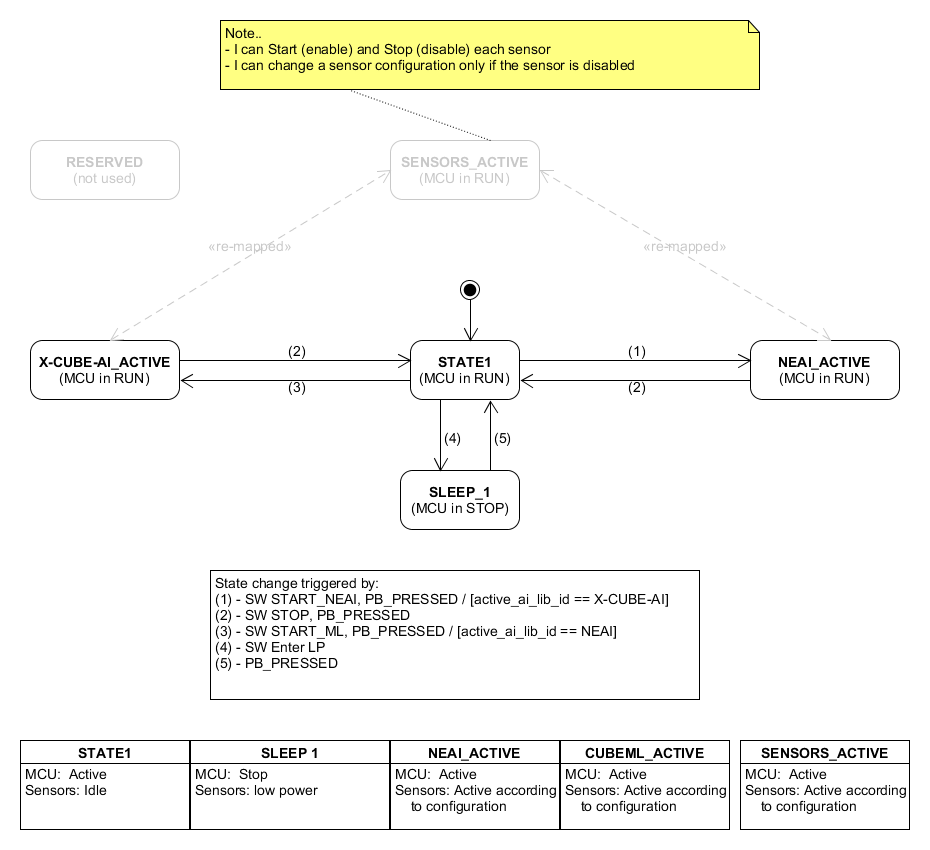 Note..
- I can Start (enable) and Stop (disable) each sensor
- I can change a sensor configuration only if the sensor is disabled
RESERVED
(not used)
SENSORS_ACTIVE
(MCU in RUN)
«re-mapped»
«re-mapped»
X-CUBE-AI_ACTIVE
(MCU in RUN)
(2)
(3)
STATE1
(MCU in RUN)
(1)
(2)
NEAI_ACTIVE
(MCU in RUN)
(4)
(5)
SLEEP_1
(MCU in STOP)
State change triggered by:
(1) - SW START_NEAI, PB_PRESSED / [active_ai_lib_id == X-CUBE-AI]
(2) - SW STOP, PB_PRESSED
(3) - SW START_ML, PB_PRESSED / [active_ai_lib_id == NEAI]
(4) - SW Enter LP
(5) - PB_PRESSED
STATE1
MCU: Active
Sensors: Idle
SLEEP 1
MCU: Stop
Sensors: low power
NEAI_ACTIVE
MCU: Active
Sensors: Active according
to configuration
CUBEML_ACTIVE
MCU: Active
Sensors: Active according
to configuration
SENSORS_ACTIVE
MCU: Active
Sensors: Active according
to configuration